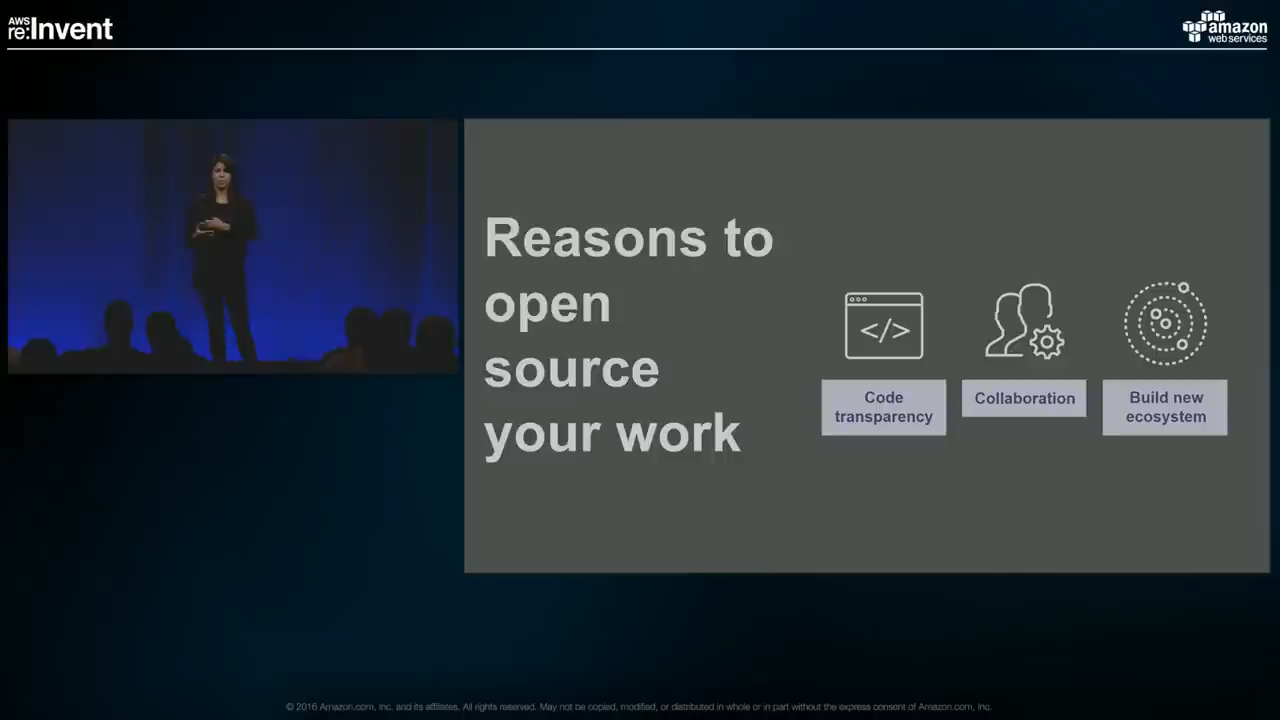 AWS
re:Invent
amazon
web services
Reasons to
open
source
your work
</>
Code
transparency
Collaboration
Build new
ecosystem
© 2016 Amazon.com, Inc. and its affiliates. All rights reserved. May not be copied, modified, or distributed in whole or in part without the express consent of Amazon.com, Inc.